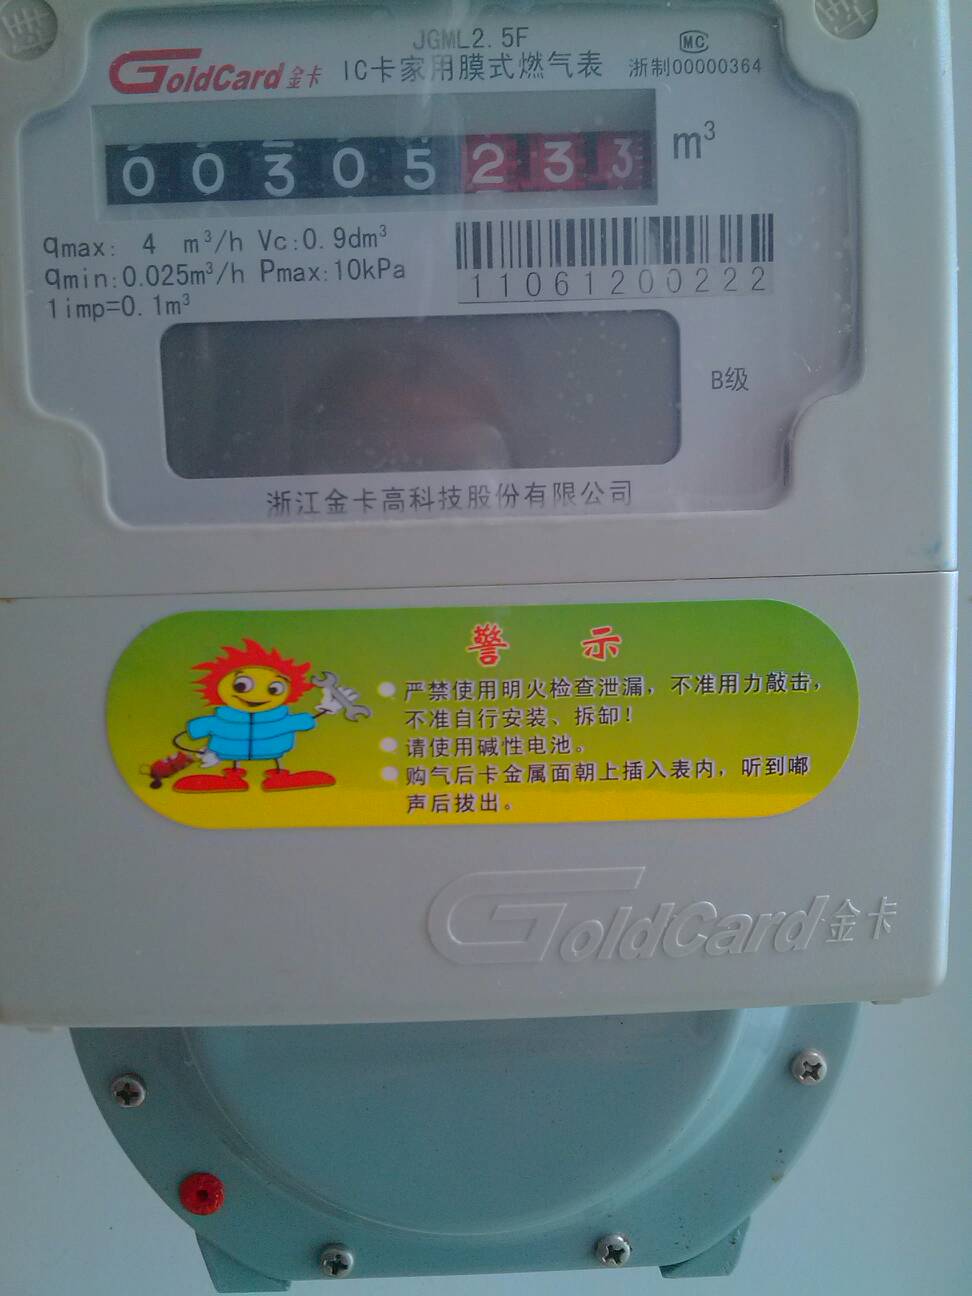 JGML2.5F
GoldCard金卡 IC卡家用膜式燃气表 MC 浙制00000364
00305233 m³
qmax: 4 m³/h Vc:0.9dm³
qmin:0.025m³/h Pmax:10kPa
1imp=0.1m³
11061200222
B级
浙江金卡高科技股份有限公司
警 示
严禁使用明火检查泄漏，不准用力敲击，
不准自行安装、拆卸！
请使用碱性电池。
购气后卡金属面朝上插入表内，听到嘟
声后拔出。
GoldCard金卡